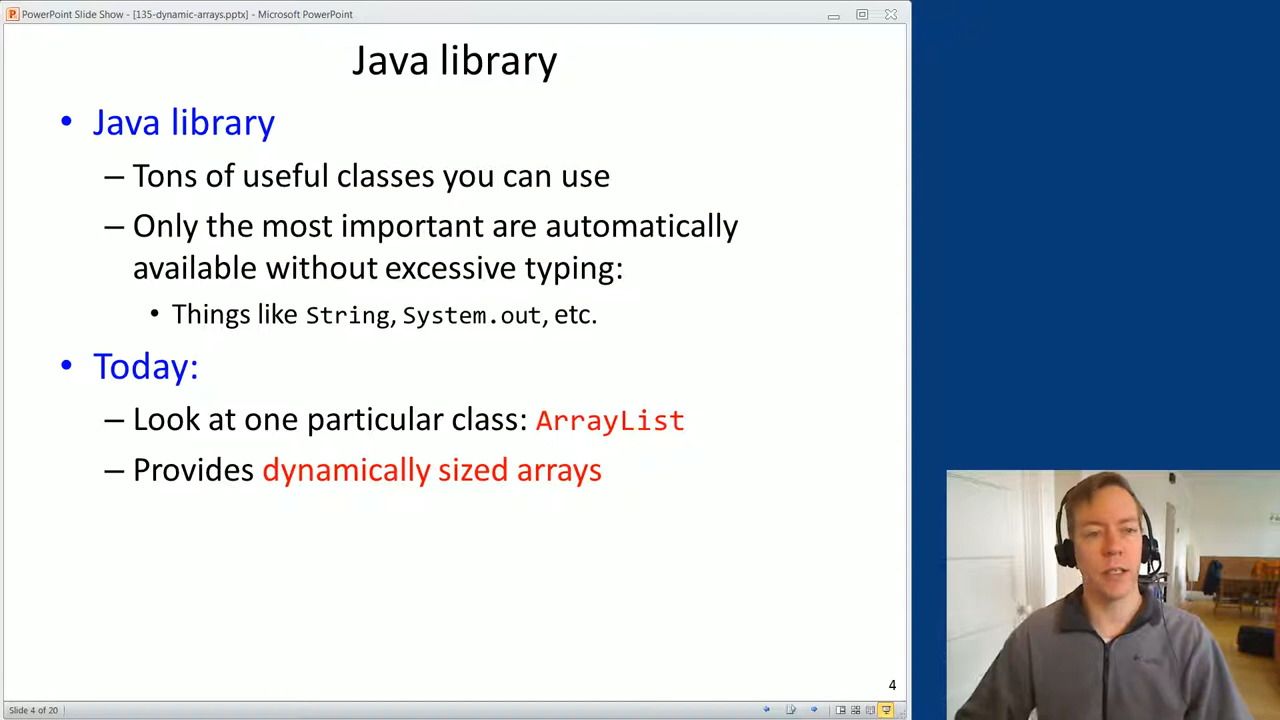 PowerPoint Slide Show - [135-dynamic-arrays.pptx] - Microsoft PowerPoint
Java library
• Java library
– Tons of useful classes you can use
– Only the most important are automatically
available without excessive typing:
• Things like String, System.out, etc.
• Today:
– Look at one particular class: ArrayList
– Provides dynamically sized arrays
4
Slide 4 of 20